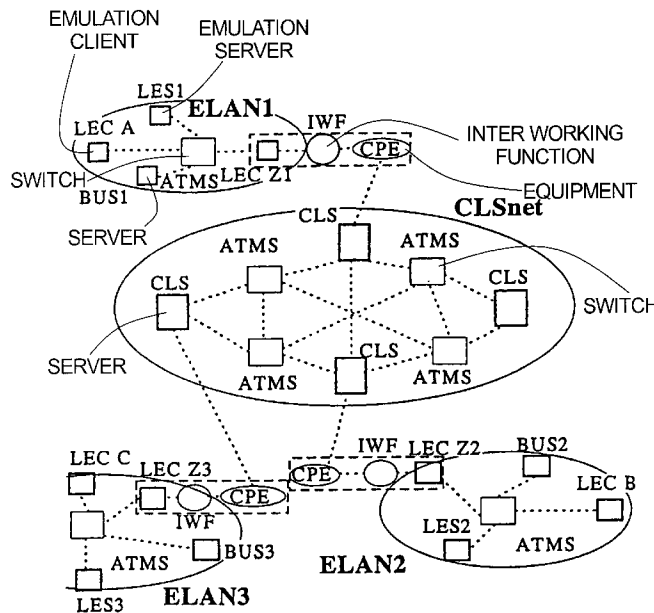 EMULATION
CLIENT
EMULATION
SERVER
LES1
ELAN1
IWF
LEC A
INTER WORKING
FUNCTION
CPE
SWITCH
LEC Z1
ATMS
BUS1
EQUIPMENT
SERVER
CLSnet
CLS
ATMS
ATMS
CLS
CLS
SWITCH
CLS
SERVER
ATMS
ATMS
LEC C
LEC Z3
IWF
LEC Z2
BUS2
CPE
CPE
LEC B
IWF
LES2
ATMS
BUS3
ATMS
ELAN2
LES3
ELAN3